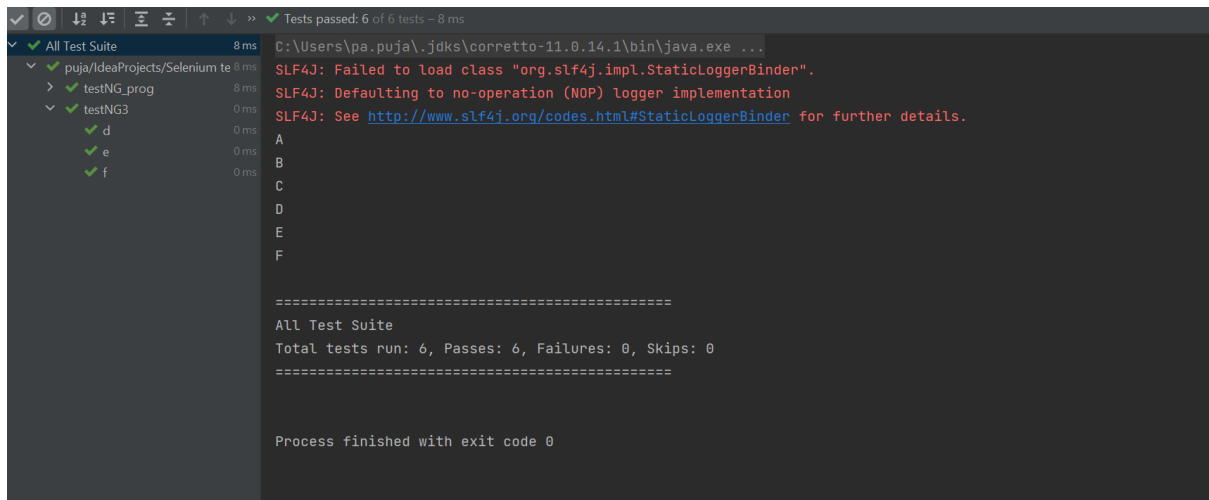 Tests passed: 6 of 6 tests – 8 ms
All Test Suite 8 ms
puja/IdeaProjects/Selenium te 8 ms
testNG_prog 8 ms
testNG3 0 ms
d 0 ms
e 0 ms
f 0 ms
C:\Users\pa.puja\.jdks\corretto-11.0.14.1\bin\java.exe ...
SLF4J: Failed to load class "org.slf4j.impl.StaticLoggerBinder".
SLF4J: Defaulting to no-operation (NOP) logger implementation
SLF4J: See http://www.slf4j.org/codes.html#StaticLoggerBinder for further details.
A
B
C
D
E
F
===============================================
All Test Suite
Total tests run: 6, Passes: 6, Failures: 0, Skips: 0
===============================================
Process finished with exit code 0